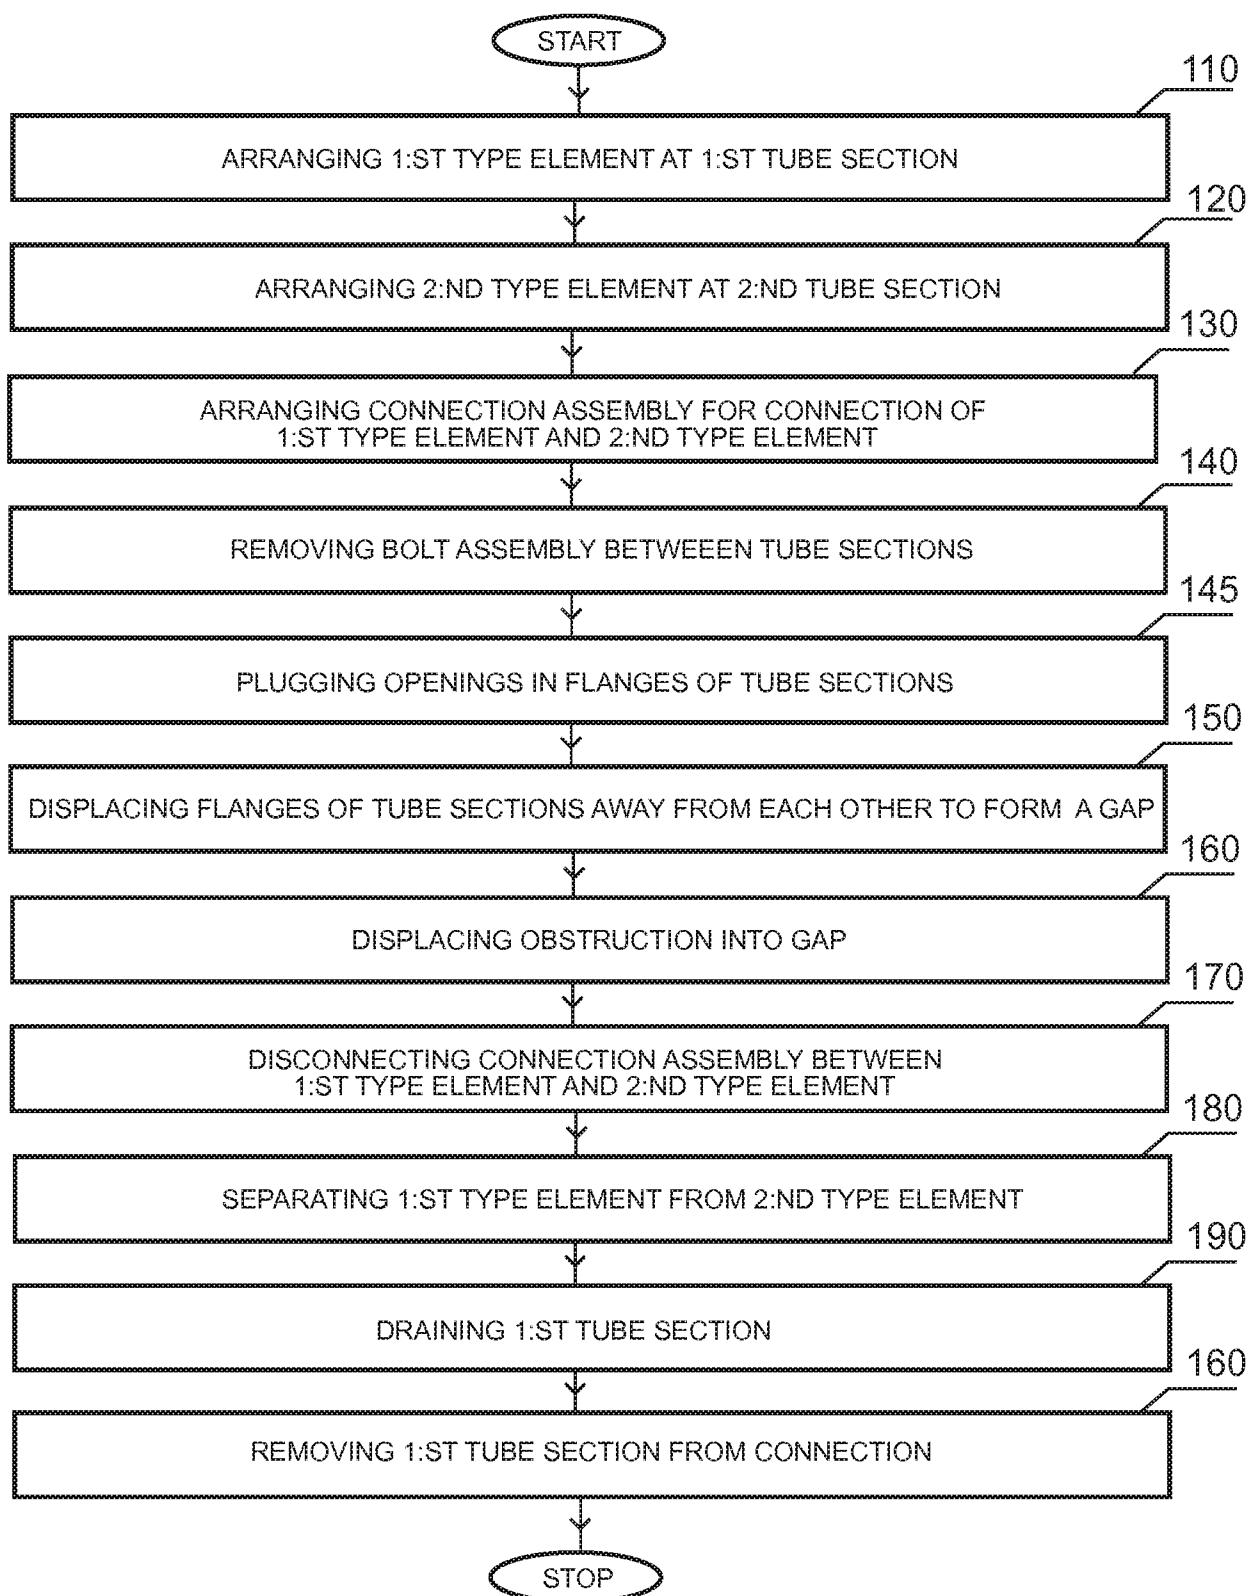 START
110
ARRANGING 1:ST TYPE ELEMENT AT 1:ST TUBE SECTION
120
ARRANGING 2:ND TYPE ELEMENT AT 2:ND TUBE SECTION
130
ARRANGING CONNECTION ASSEMBLY FOR CONNECTION OF
1:ST TYPE ELEMENT AND 2:ND TYPE ELEMENT
140
REMOVING BOLT ASSEMBLY BETWEEEN TUBE SECTIONS
145
PLUGGING OPENINGS IN FLANGES OF TUBE SECTIONS
150
DISPLACING FLANGES OF TUBE SECTIONS AWAY FROM EACH OTHER TO FORM A GAP
160
DISPLACING OBSTRUCTION INTO GAP
170
DISCONNECTING CONNECTION ASSEMBLY BETWEEN
1:ST TYPE ELEMENT AND 2:ND TYPE ELEMENT
180
SEPARATING 1:ST TYPE ELEMENT FROM 2:ND TYPE ELEMENT
190
DRAINING 1:ST TUBE SECTION
160
REMOVING 1:ST TUBE SECTION FROM CONNECTION
STOP